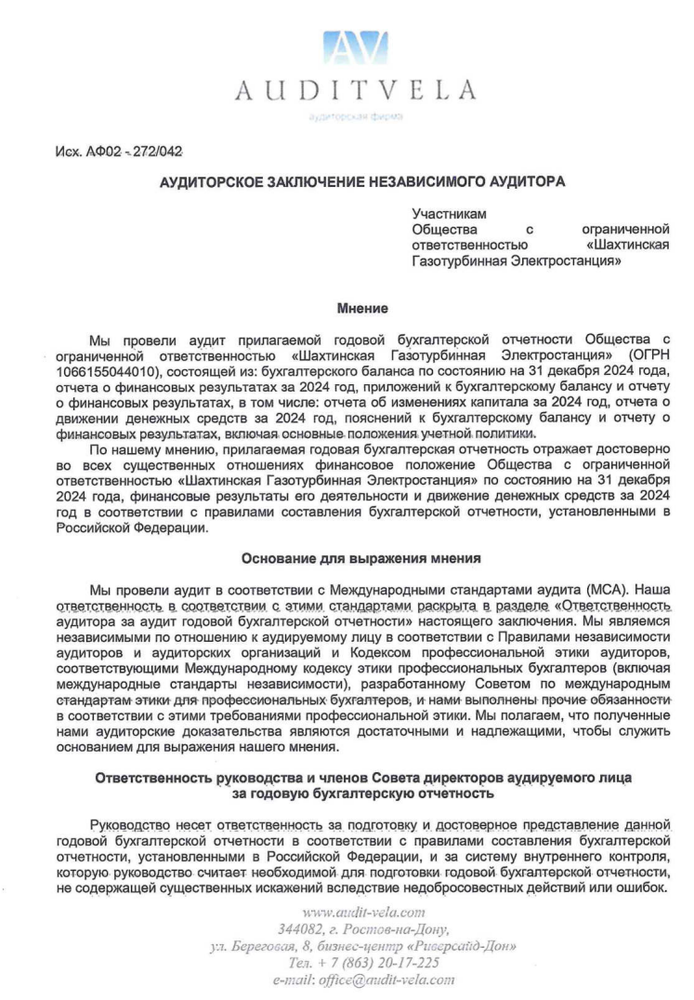 AV
AUDITVELA
аудиторская фирма
Исх. АФ02 - 272/042
АУДИТОРСКОЕ ЗАКЛЮЧЕНИЕ НЕЗАВИСИМОГО АУДИТОРА
Участникам
Общества с ограниченной
ответственностью «Шахтинская
Газотурбинная Электростанция»
Мнение
Мы провели аудит прилагаемой годовой бухгалтерской отчетности Общества с
ограниченной ответственностью «Шахтинская Газотурбинная Электростанция» (ОГРН
1066155044010), состоящей из: бухгалтерского баланса по состоянию на 31 декабря 2024 года,
отчета о финансовых результатах за 2024 год, приложений к бухгалтерскому балансу и отчету
о финансовых результатах, в том числе: отчета об изменениях капитала за 2024 год, отчета о
движении денежных средств за 2024 год, пояснений к бухгалтерскому балансу и отчету о
финансовых результатах, включая основные положения учетной политики.
По нашему мнению, прилагаемая годовая бухгалтерская отчетность отражает достоверно
во всех существенных отношениях финансовое положение Общества с ограниченной
ответственностью «Шахтинская Газотурбинная Электростанция» по состоянию на 31 декабря
2024 года, финансовые результаты его деятельности и движение денежных средств за 2024
год в соответствии с правилами составления бухгалтерской отчетности, установленными в
Российской Федерации.
Основание для выражения мнения
Мы провели аудит в соответствии с Международными стандартами аудита (МСА). Наша
ответственность в соответствии с этими стандартами раскрыта в разделе «Ответственность
аудитора за аудит годовой бухгалтерской отчетности» настоящего заключения. Мы являемся
независимыми по отношению к аудируемому лицу в соответствии с Правилами независимости
аудиторов и аудиторских организаций и Кодексом профессиональной этики аудиторов,
соответствующими Международному кодексу этики профессиональных бухгалтеров (включая
международные стандарты независимости), разработанному Советом по международным
стандартам этики для профессиональных бухгалтеров, и нами выполнены прочие обязанности
в соответствии с этими требованиями профессиональной этики. Мы полагаем, что полученные
нами аудиторские доказательства являются достаточными и надлежащими, чтобы служить
основанием для выражения нашего мнения.
Ответственность руководства и членов Совета директоров аудируемого лица
за годовую бухгалтерскую отчетность
Руководство несет ответственность за подготовку и достоверное представление данной
годовой бухгалтерской отчетности в соответствии с правилами составления бухгалтерской
отчетности, установленными в Российской Федерации, и за систему внутреннего контроля,
которую руководство считает необходимой для подготовки годовой бухгалтерской отчетности,
не содержащей существенных искажений вследствие недобросовестных действий или ошибок.
www.audit-vela.com
344082, г. Ростов-на-Дону,
ул. Береговая, 8, бизнес-центр «Риверсайд-Дон»
Тел. + 7 (863) 20-17-225
e-mail: office@audit-vela.com